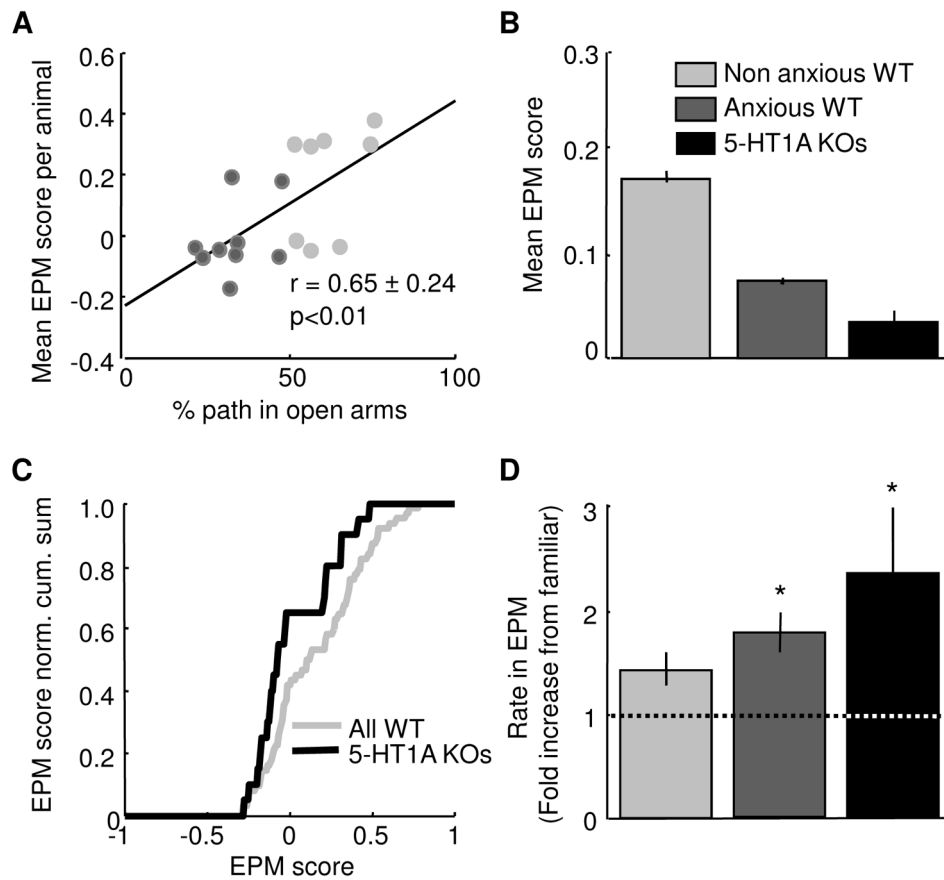 A
Mean EPM score per animal
0.6
0.4
0.2
0
-0.2
-0.4
0
50
100
% path in open arms
r = 0.65 ± 0.24
p<0.01
B
Mean EPM score
0.3
0.2
0.1
0
Non anxious WT
Anxious WT
5-HT1A KOs
C
EPM score norm. cum. sum
1.0
0.8
0.6
0.4
0.2
0
-1
-0.5
0
0.5
1
EPM score
All WT
5-HT1A KOs
D
Rate in EPM
(Fold increase from familiar)
3
2
1
0
*
*